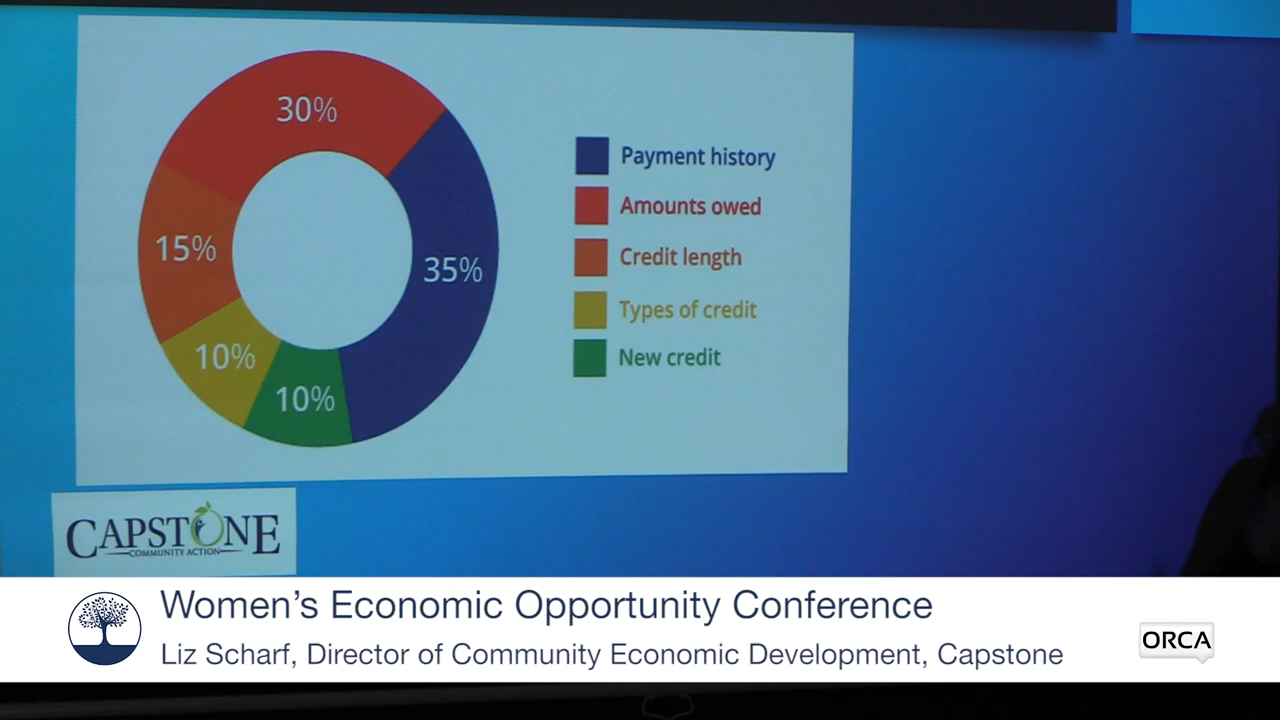 30%
15%
35%
10%
10%
Payment history
Amounts owed
Credit length
Types of credit
New credit
CAPSTONE
COMMUNITY ACTION
Women's Economic Opportunity Conference
Liz Scharf, Director of Community Economic Development, Capstone
ORCA